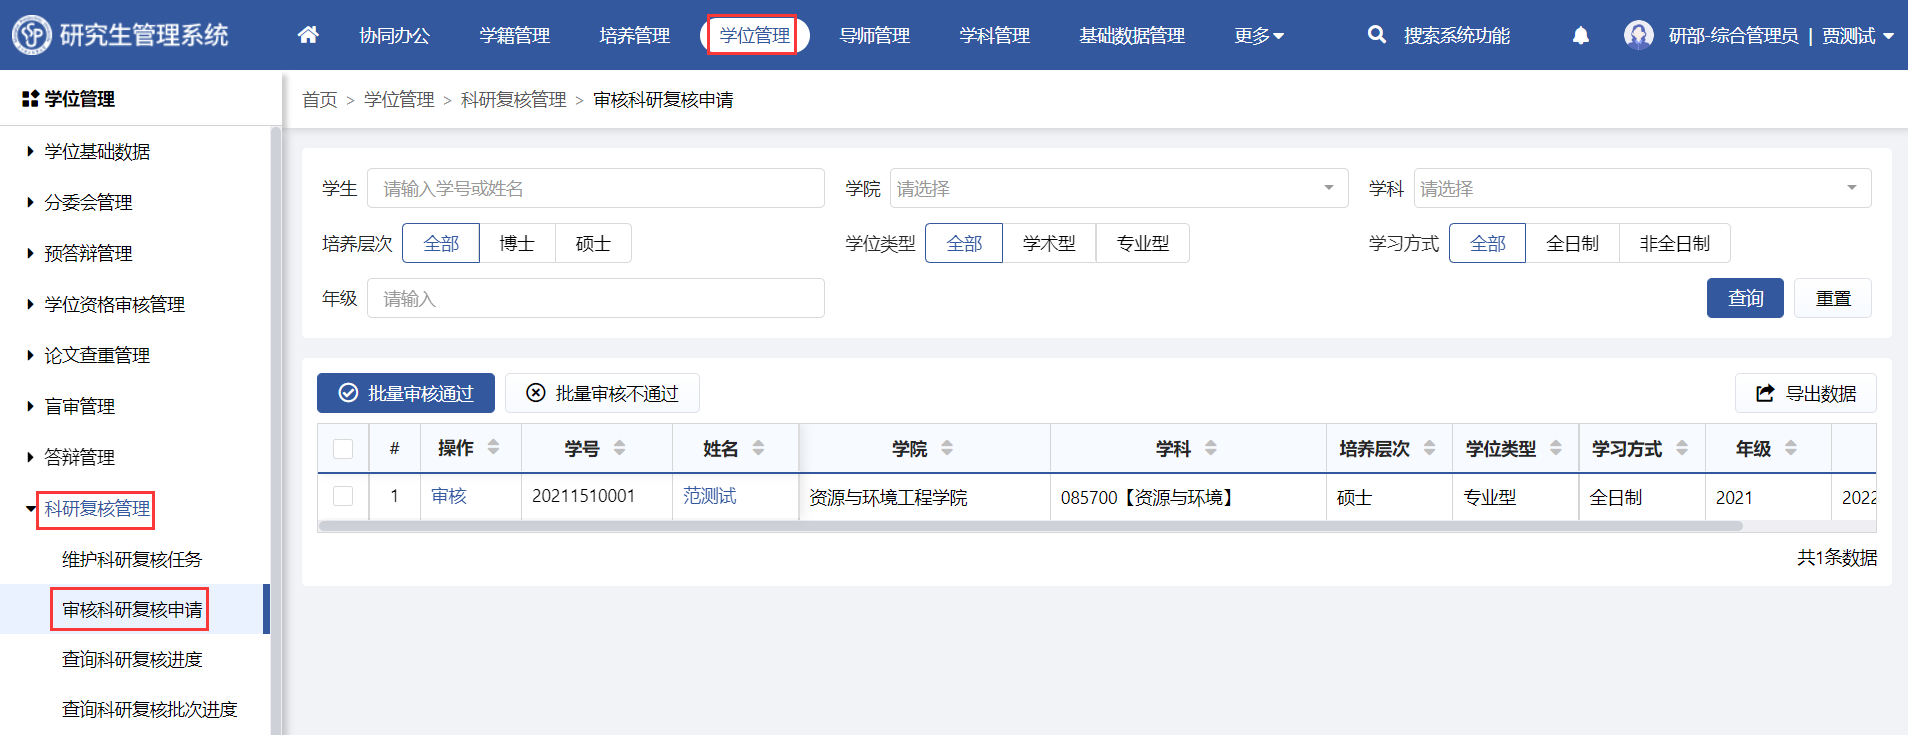 研究生管理系统 协同办公 学籍管理 培养管理 学位管理 导师管理 学科管理 基础数据管理 更多 搜索系统功能 研部-综合管理员 | 贾测试
学位管理
学位基础数据
分委会管理
预答辩管理
学位资格审核管理
论文查重管理
盲审管理
答辩管理
科研复核管理
维护科研复核任务
审核科研复核申请
查询科研复核进度
查询科研复核批次进度
首页 > 学位管理 > 科研复核管理 > 审核科研复核申请
学生 请输入学号或姓名 学院 请选择 学科 请选择
培养层次 全部 博士 硕士 学位类型 全部 学术型 专业型 学习方式 全部 全日制 非全日制
年级 请输入 查询 重置
批量审核通过 批量审核不通过 导出数据
# 操作 学号 姓名 学院 学科 培养层次 学位类型 学习方式 年级
1 审核 20211510001 范测试 资源与环境工程学院 085700【资源与环境】 硕士 专业型 全日制 2021 2022
共1条数据